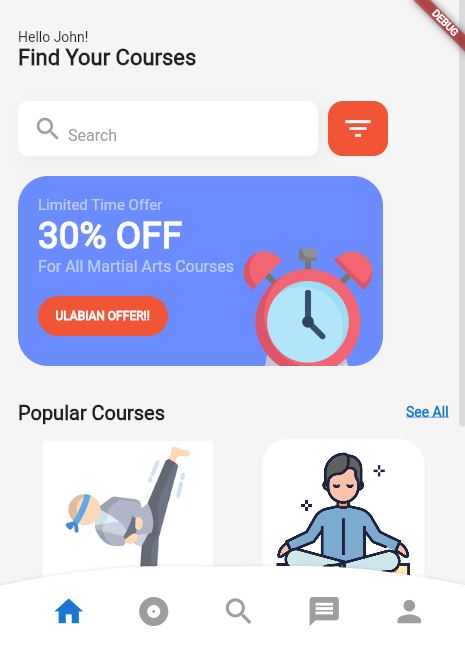 DEBUG
Hello John!
Find Your Courses
Search
Limited Time Offer
30% OFF
For All Martial Arts Courses
ULABIAN OFFER!!
Popular Courses
See All